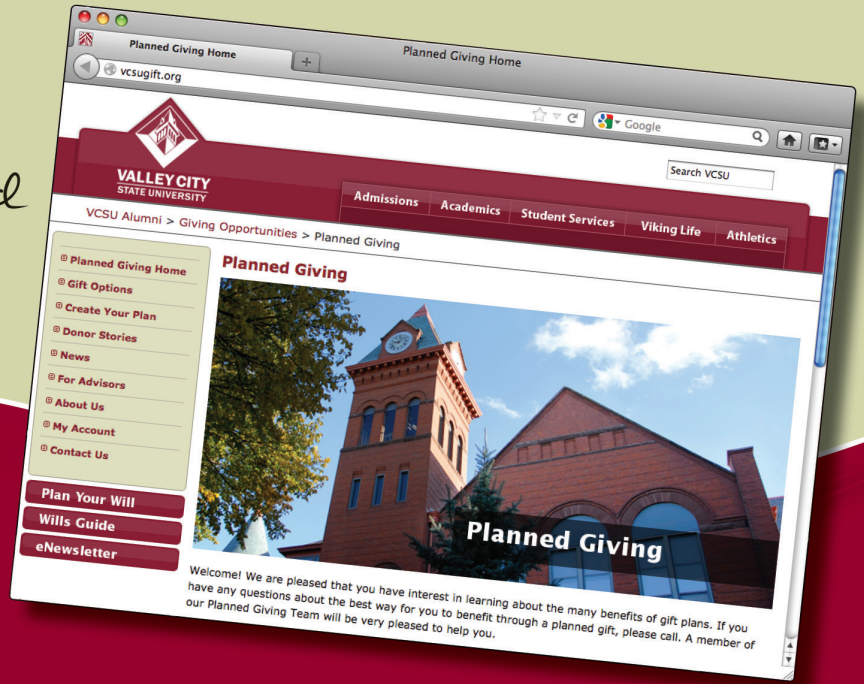 Planned Giving Home
Planned Giving Home
vcsugift.org
Google
Search VCSU
VALLEY CITY
STATE UNIVERSITY
Admissions Academics Student Services Viking Life Athletics
VCSU Alumni > Giving Opportunities > Planned Giving
Planned Giving Home
Gift Options
Create Your Plan
Donor Stories
News
For Advisors
About Us
My Account
Contact Us
Plan Your Will
Wills Guide
eNewsletter
Planned Giving
Planned Giving
Welcome! We are pleased that you have interest in learning about the many benefits of gift plans. If you
have any questions about the best way for you to benefit through a planned gift, please call. A member of
our Planned Giving Team will be very pleased to help you.